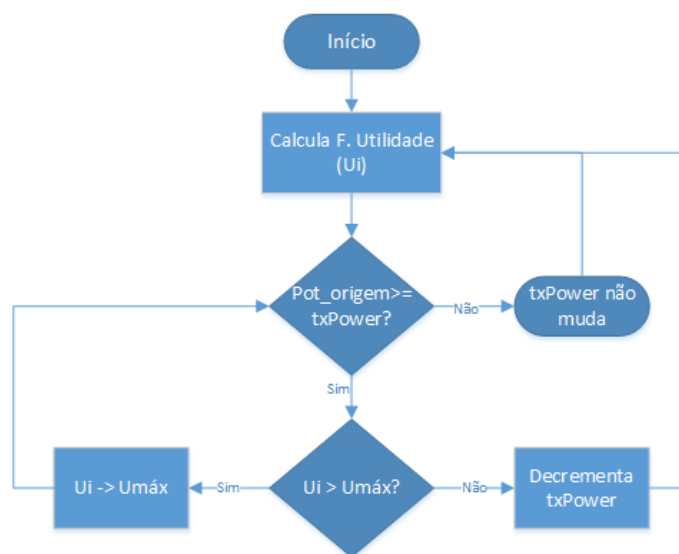 Início
Calcula F. Utilidade
(Ui)
Pot_origem>=
txPower?
Não
txPower não
muda
Sim
Ui -> Umáx
Sim
Ui > Umáx?
Não
Decrementa
txPower